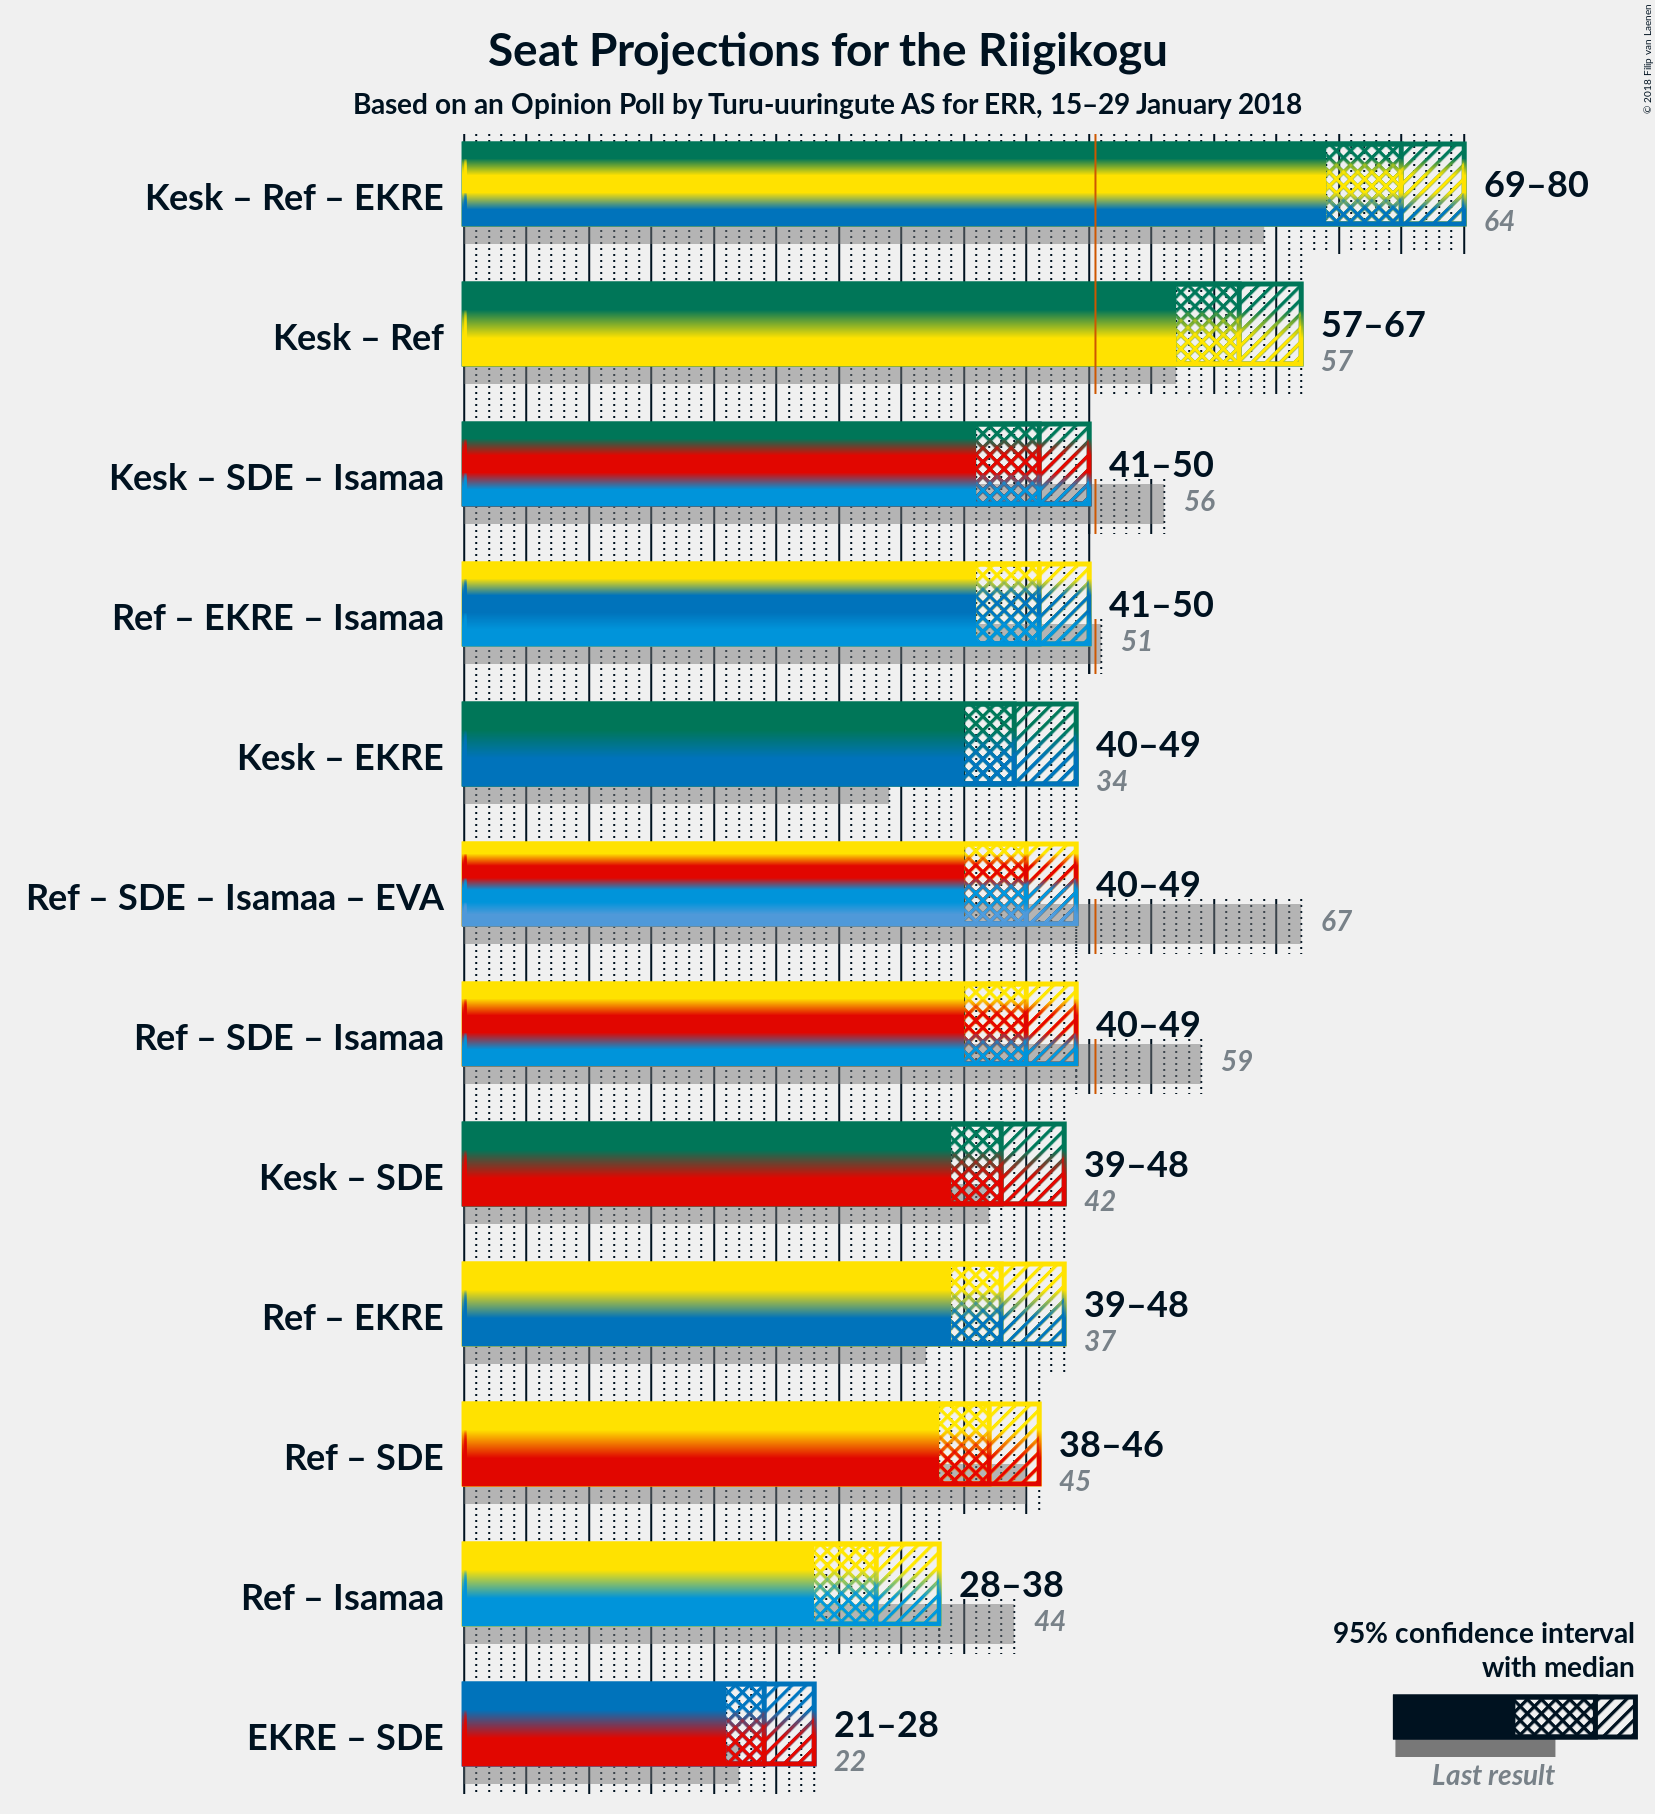 Seat Projections for the Riigikogu
Based on an Opinion Poll by Turu-uuringute AS for ERR, 15–29 January 2018
© 2018 Filip van Laenen
Kesk – Ref – EKRE
69–80
64
Kesk – Ref
57–67
57
Kesk – SDE – Isamaa
41–50
56
Ref – EKRE – Isamaa
41–50
51
Kesk – EKRE
40–49
34
Ref – SDE – Isamaa – EVA
40–49
67
Ref – SDE – Isamaa
40–49
59
Kesk – SDE
39–48
42
Ref – EKRE
39–48
37
Ref – SDE
38–46
45
Ref – Isamaa
28–38
44
EKRE – SDE
21–28
22
95% confidence interval
with median
Last result